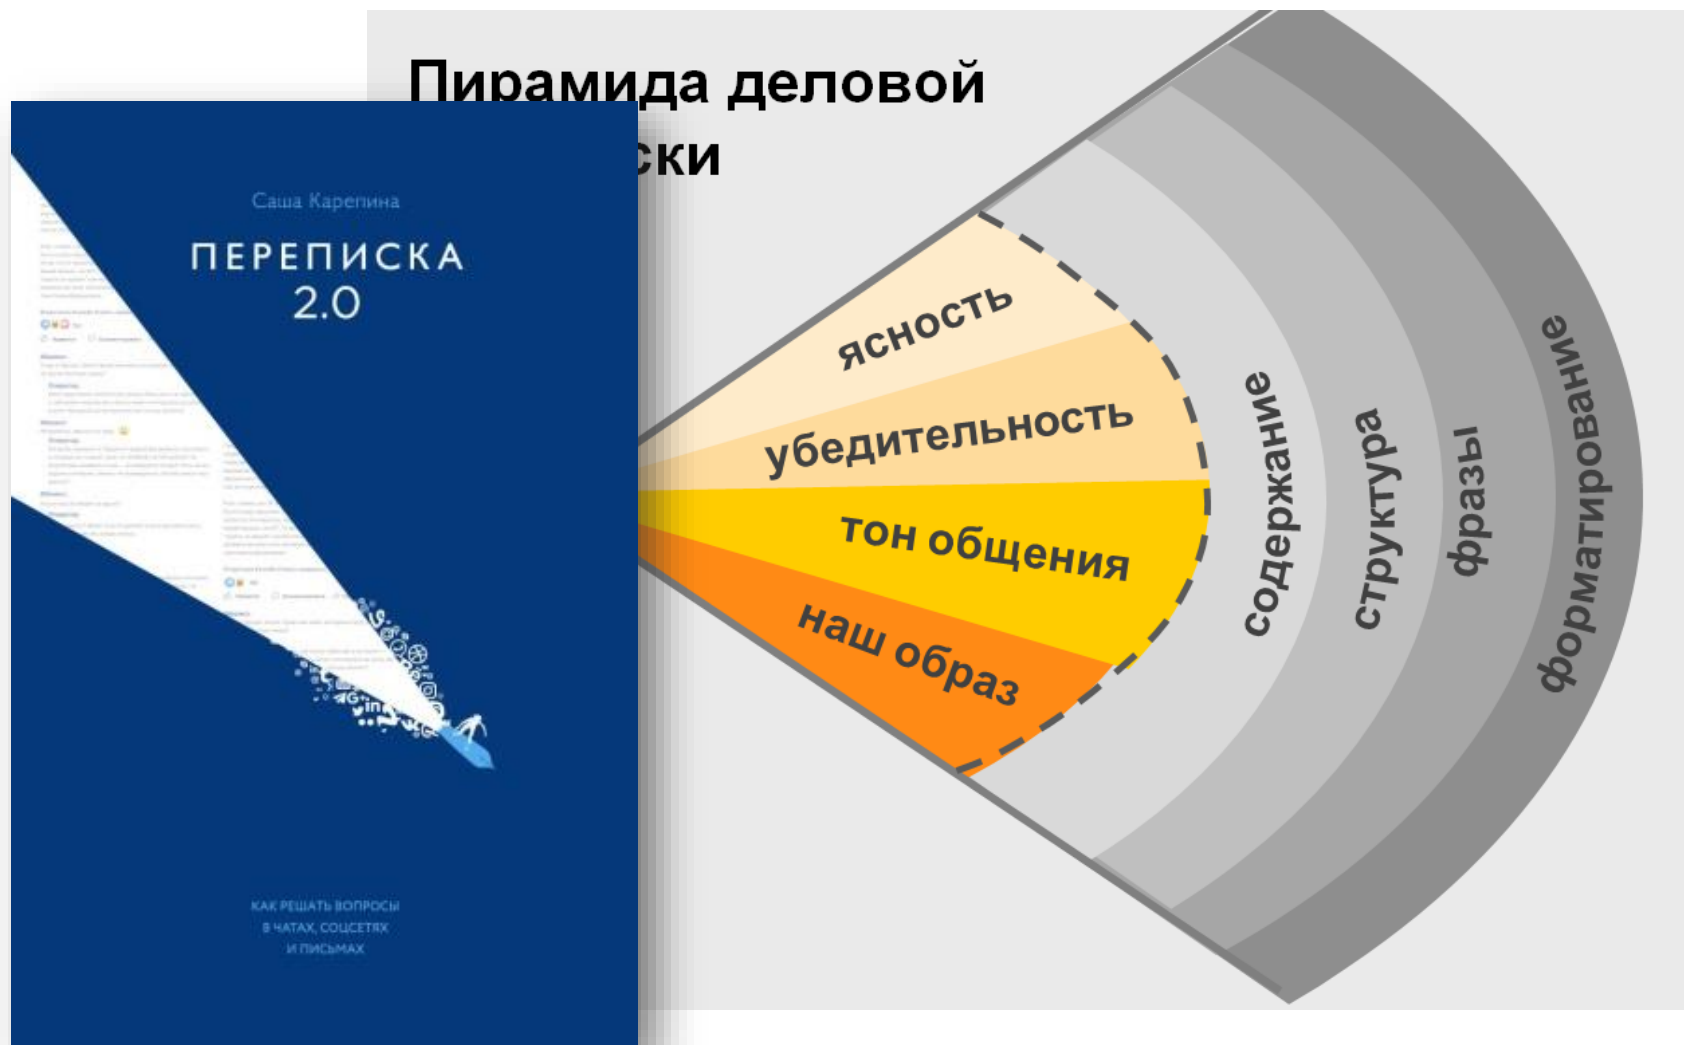 Пирамида деловой
ски
Саша Карепина
ПЕРЕПИСКА
2.0
КАК РЕШАТЬ ВОПРОСЫ
В ЧАТАХ, СОЦСЕТЯХ
И ПИСЬМАХ
ясность
убедительность
тон общения
наш образ
содержание
структура
фразы
форматирование